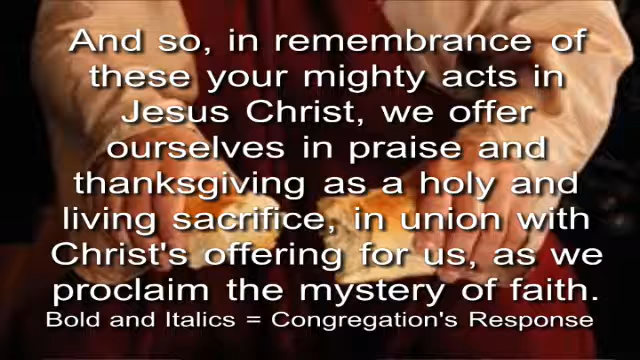 And so, in remembrance of
these your mighty acts in
Jesus Christ, we offer
ourselves in praise and
thanksgiving as a holy and
living sacrifice, in union with
Christ's offering for us, as we
proclaim the mystery of faith.
Bold and Italics = Congregation's Response